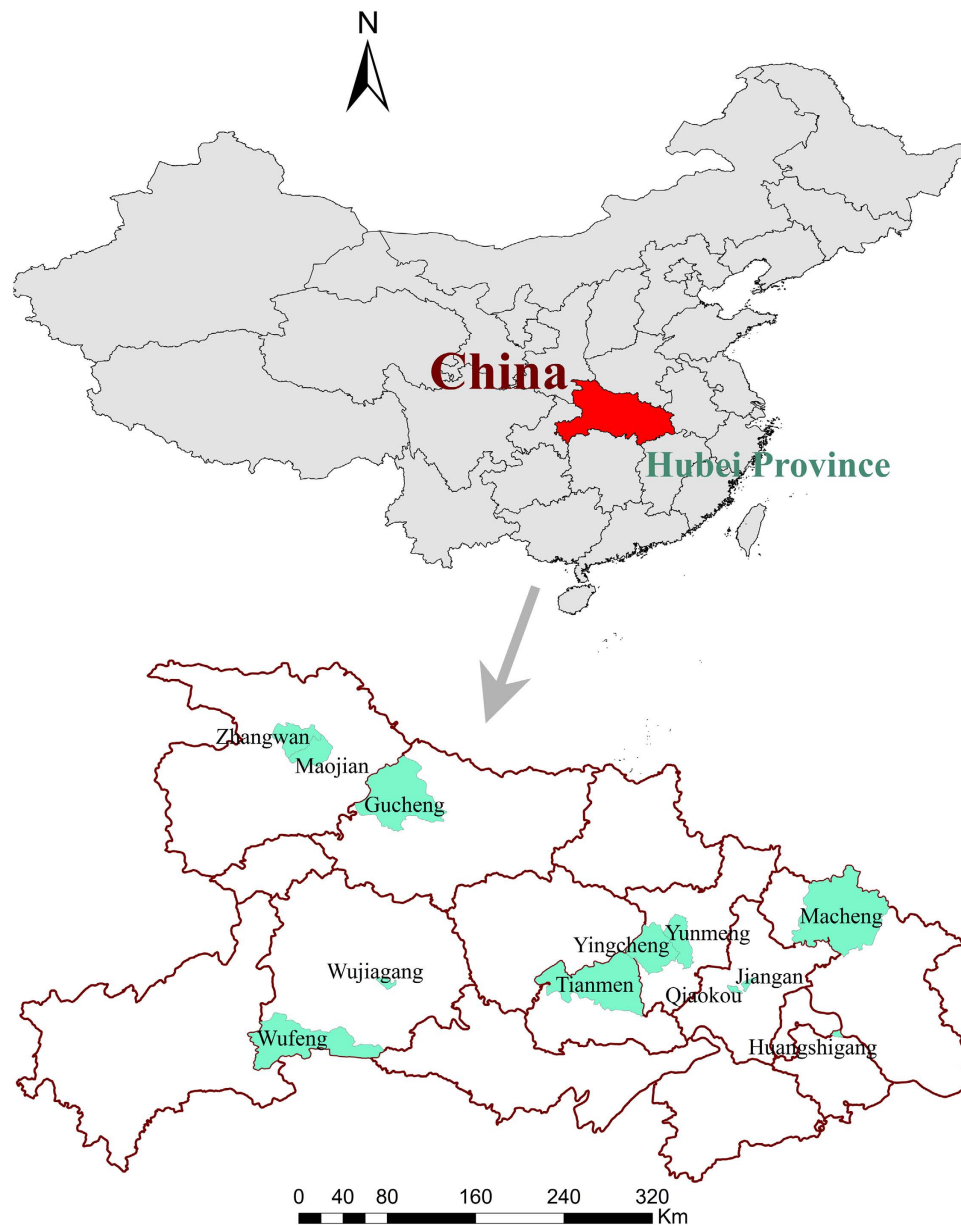 N
China
Hubei Province
Zhangwan
Maojian
Gucheng
Macheng
Yunmeng
Yingcheng
Wujiagang
Tianmen
Jiangan
Qiaokou
Wufeng
Huangshigang
0 40 80 160 240 320
Km